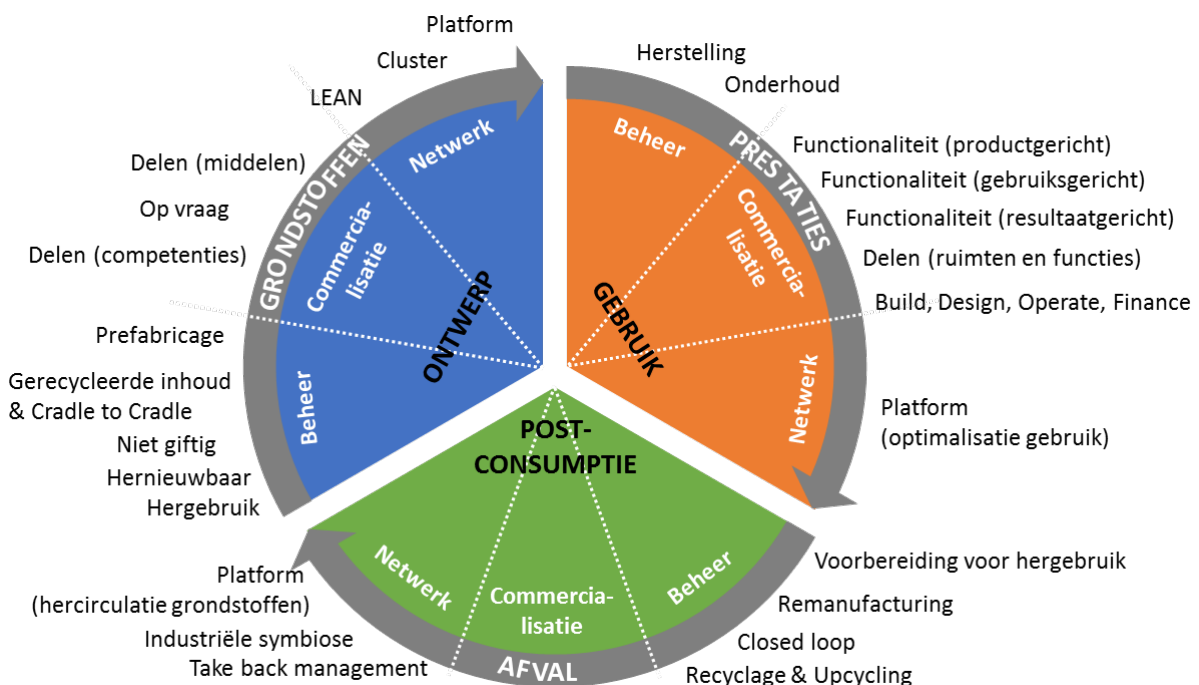 Platform
Cluster
LEAN
Delen (middelen)
Op vraag
Delen (competenties)
Prefabricage
Gerecycleerde inhoud
& Cradle to Cradle
Niet giftig
Hernieuwbaar
Hergebruik
GRONDSTOFFEN
Netwerk
Commercia-
lisatie
Beheer
ONTWERP
Herstelling
Onderhoud
Functionaliteit (productgericht)
Functionaliteit (gebruiksgericht)
Functionaliteit (resultaatgericht)
Delen (ruimten en functies)
Build, Design, Operate, Finance
Platform
(optimalisatie gebruik)
PRESTATIES
Beheer
Commercia-
lisatie
Netwerk
GEBRUIK
POST-
CONSUMPTIE
Netwerk
Commercia-
lisatie
Beheer
AFVAL
Voorbereiding voor hergebruik
Remanufacturing
Closed loop
Recyclage & Upcycling
Platform
(hercirculatie grondstoffen)
Industriële symbiose
Take back management